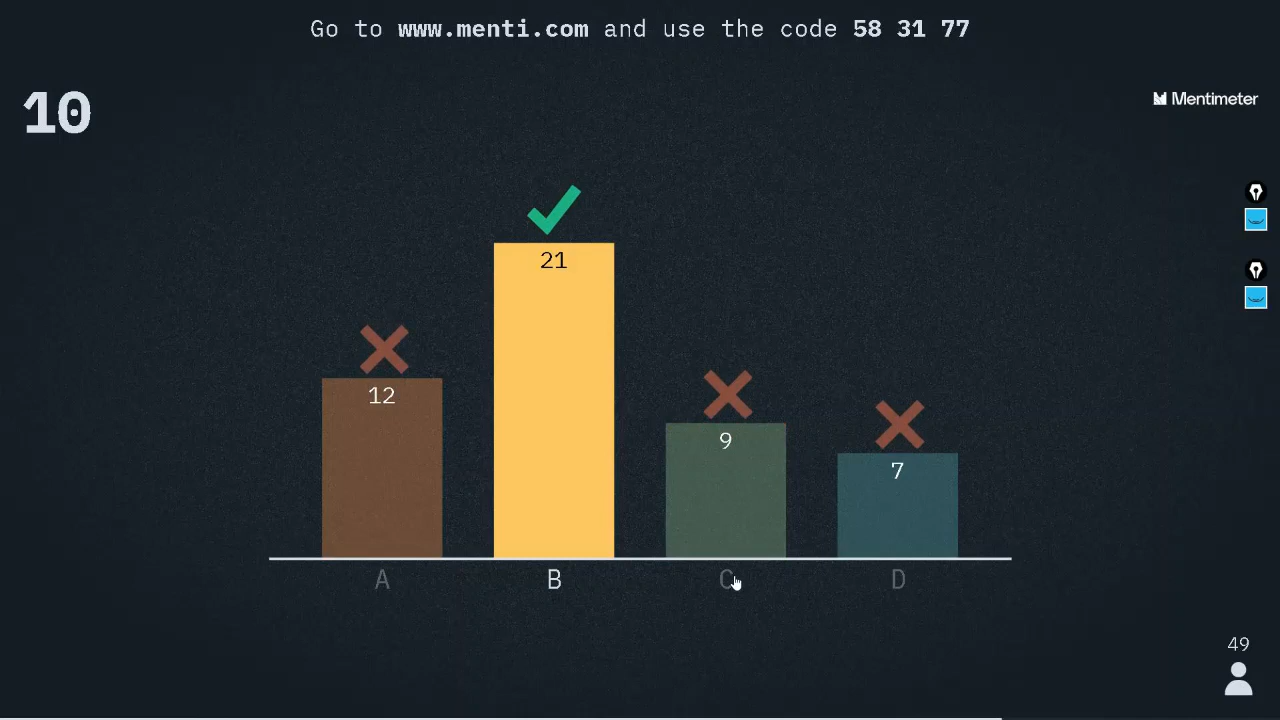 Go to www.menti.com and use the code 58 31 77
10
Mentimeter
21
12
9
7
A
B
C
D
49